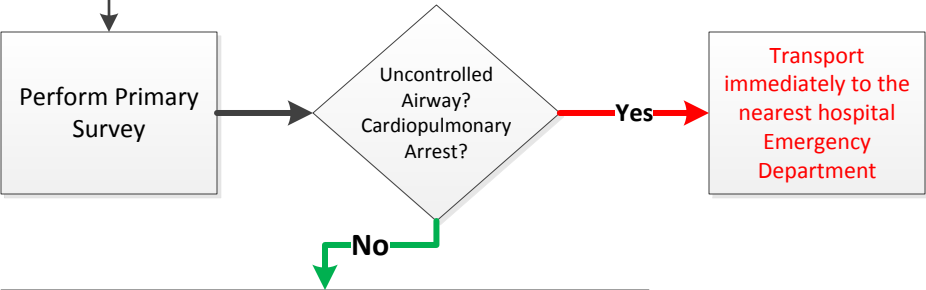 Perform Primary
Survey
Uncontrolled
Airway?
Cardiopulmonary
Arrest?
Yes
Transport
immediately to the
nearest hospital
Emergency
Department
No